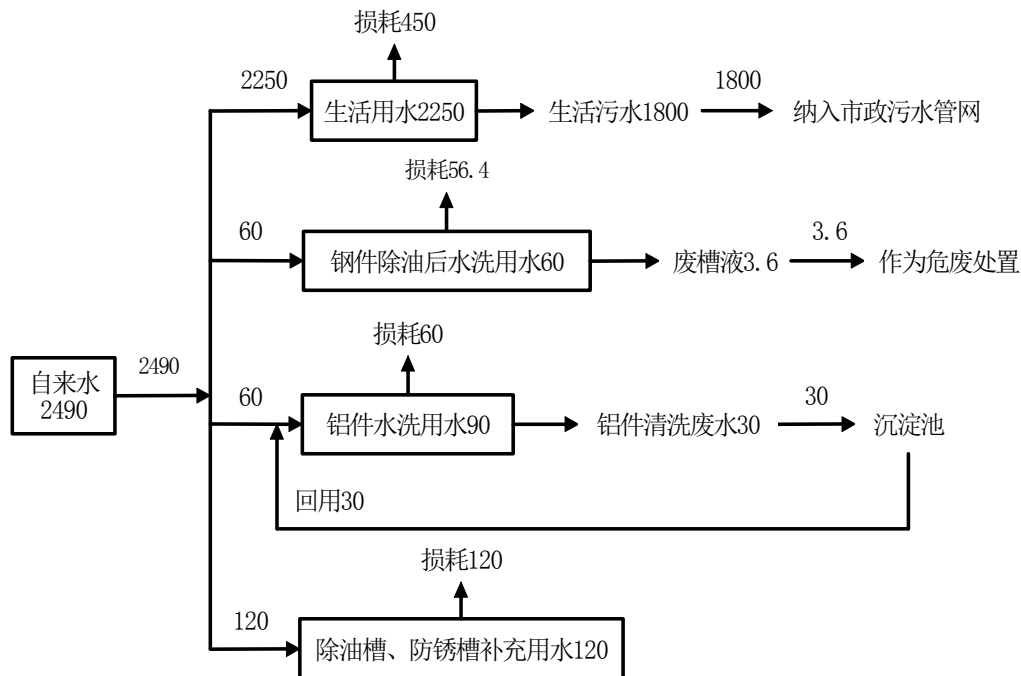 损耗450
2250
生活用水2250
生活污水1800
1800
纳入市政污水管网
损耗56.4
60
钢件除油后水洗用水60
废槽液3.6
3.6
作为危废处置
损耗60
自来水
2490
2490
60
铝件水洗用水90
铝件清洗废水30
30
沉淀池
回用30
损耗120
120
除油槽、防锈槽补充用水120